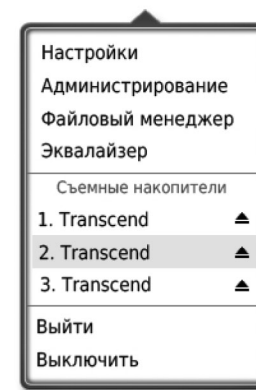 Настройки
Администрирование
Файловый менеджер
Эквалайзер
Съемные накопители
1. Transcend
2. Transcend
3. Transcend
Выйти
Выключить